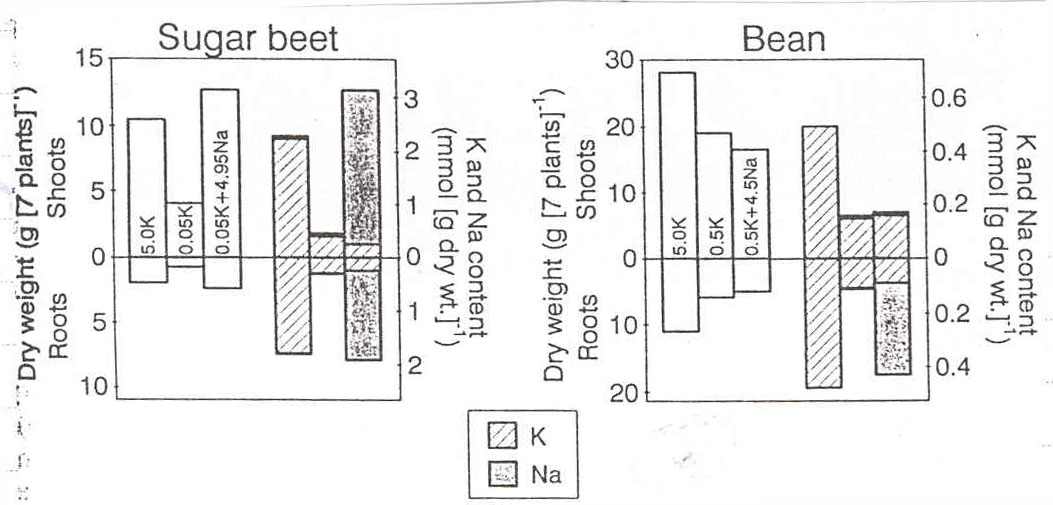 Sugar beet
Dry weight (g [7 plants]⁻¹)
Shoots
Roots
15
10
5
0
5
10
5.0K
0.05K
0.05K+4.95Na
3
2
1
0
1
2
K and Na content
(mmol [g dry wt.]⁻¹)
Bean
Dry weight (g [7 plants]⁻¹)
Shoots
Roots
30
20
10
0
10
20
5.0K
0.5K
0.5K+4.5Na
0.6
0.4
0.2
0
0.2
0.4
K and Na content
(mmol [g dry wt.]⁻¹)
K
Na